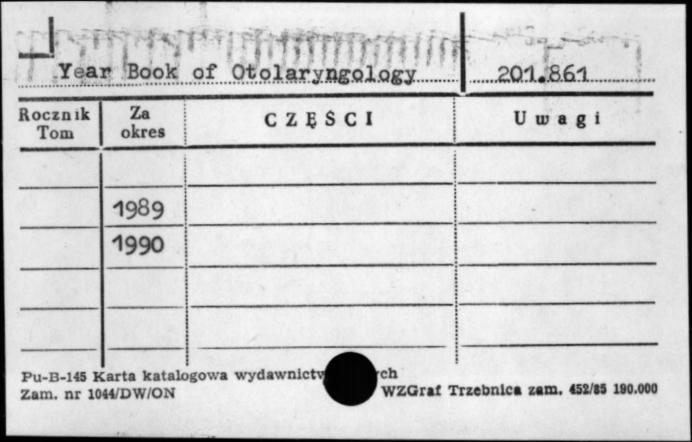 Year Book of Otolaryngology 201.861
Rocznik Tom Za okres CZĘŚCI Uwagi
1989
1990
Pu-B-145 Karta katalogowa wydawnictw ych
Zam. nr 1044/DW/ON WZGraf Trzebnica zam. 452/85 190.000